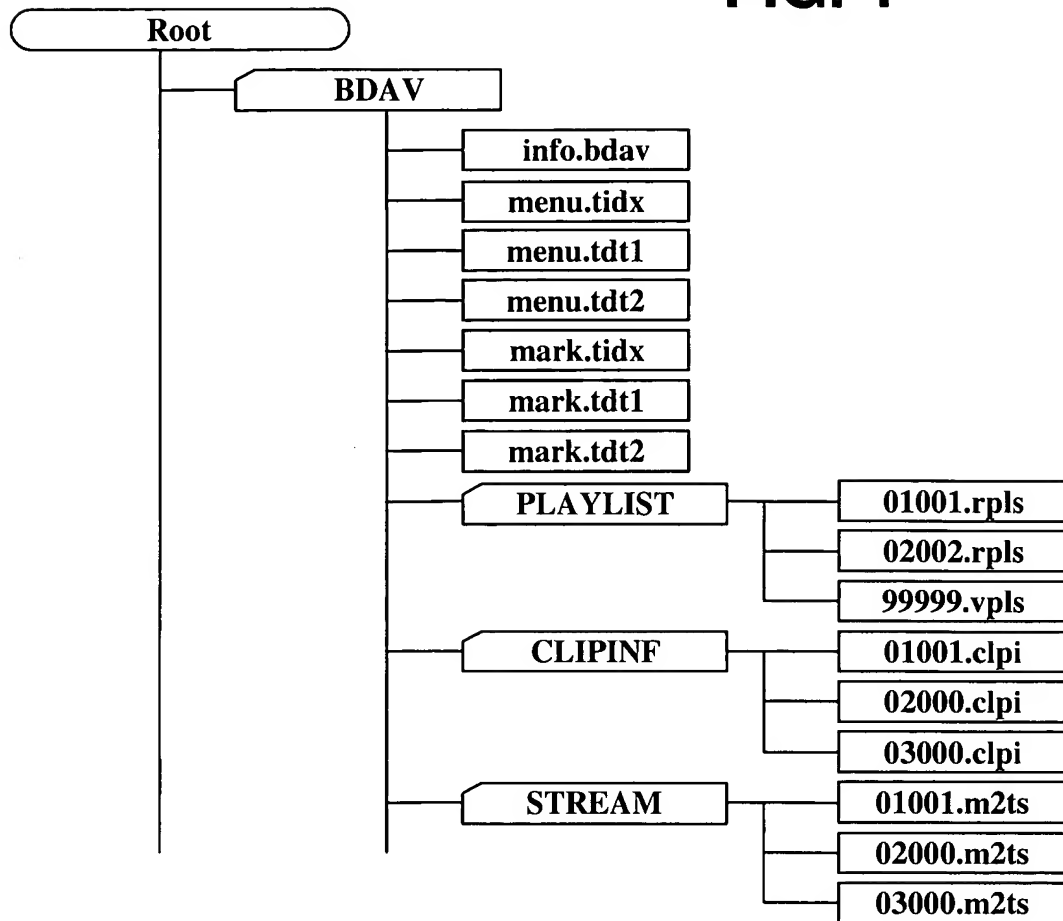 Root
BDAV
info.bdav
menu.tidx
menu.tdt1
menu.tdt2
mark.tidx
mark.tdt1
mark.tdt2
PLAYLIST
01001.rpls
02002.rpls
99999.vpls
CLIPINF
01001.clpi
02000.clpi
03000.clpi
STREAM
01001.m2ts
02000.m2ts
03000.m2ts